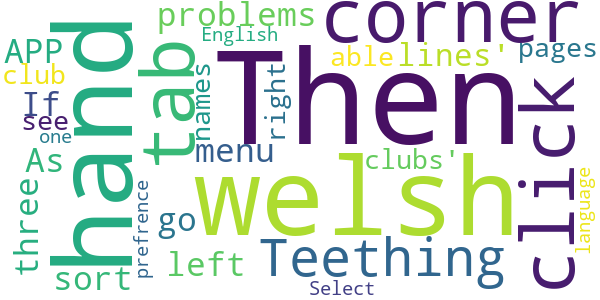 problems
corner
English
APP
able
lines'
pages
club
hand
tab
Then
If
names
right
see
one
menu
click
As
clubs'
three
prefrence
welsh
language
go
sort
left
Teething
Select